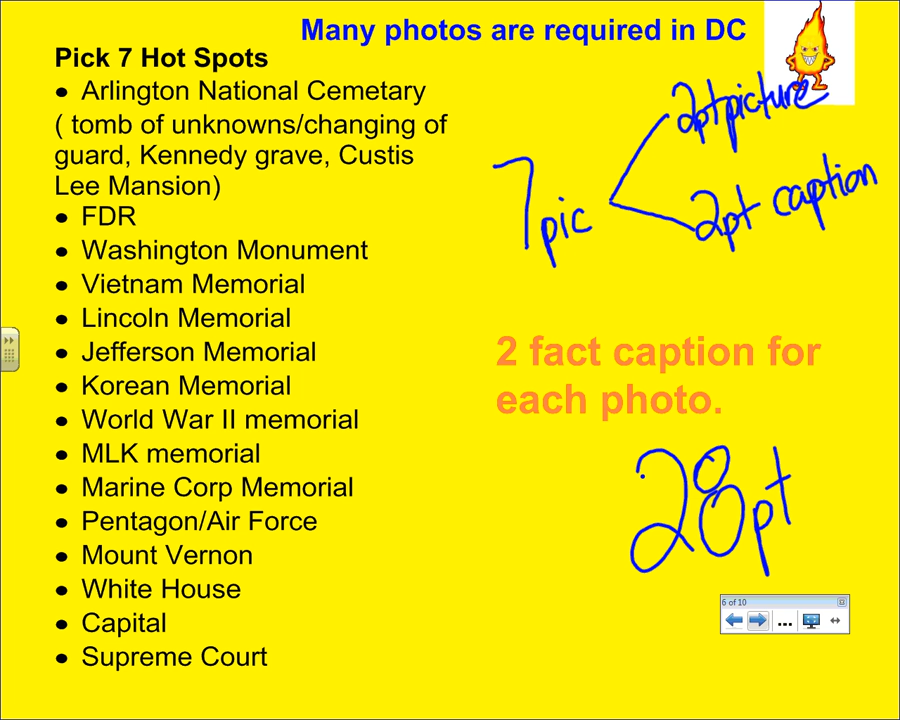 Many photos are required in DC
Pick 7 Hot Spots
● Arlington National Cemetary
( tomb of unknowns/changing of
guard, Kennedy grave, Custis
Lee Mansion)
● FDR
● Washington Monument
● Vietnam Memorial
● Lincoln Memorial
● Jefferson Memorial
● Korean Memorial
● World War II memorial
● MLK memorial
● Marine Corp Memorial
● Pentagon/Air Force
● Mount Vernon
● White House
● Capital
● Supreme Court
2pt picture
7 pic
2pt caption
2 fact caption for
each photo.
28pt
6 of 10
...